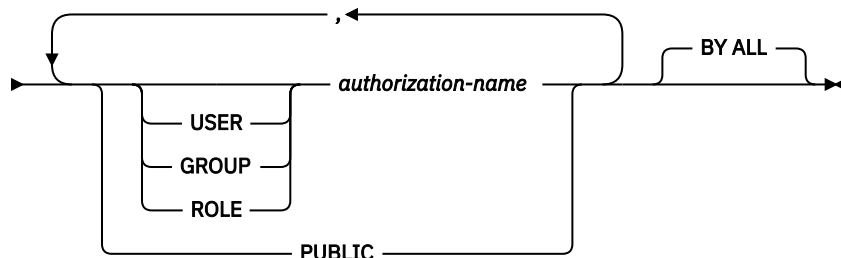 ,
BY ALL
authorization-name
USER
GROUP
ROLE
PUBLIC